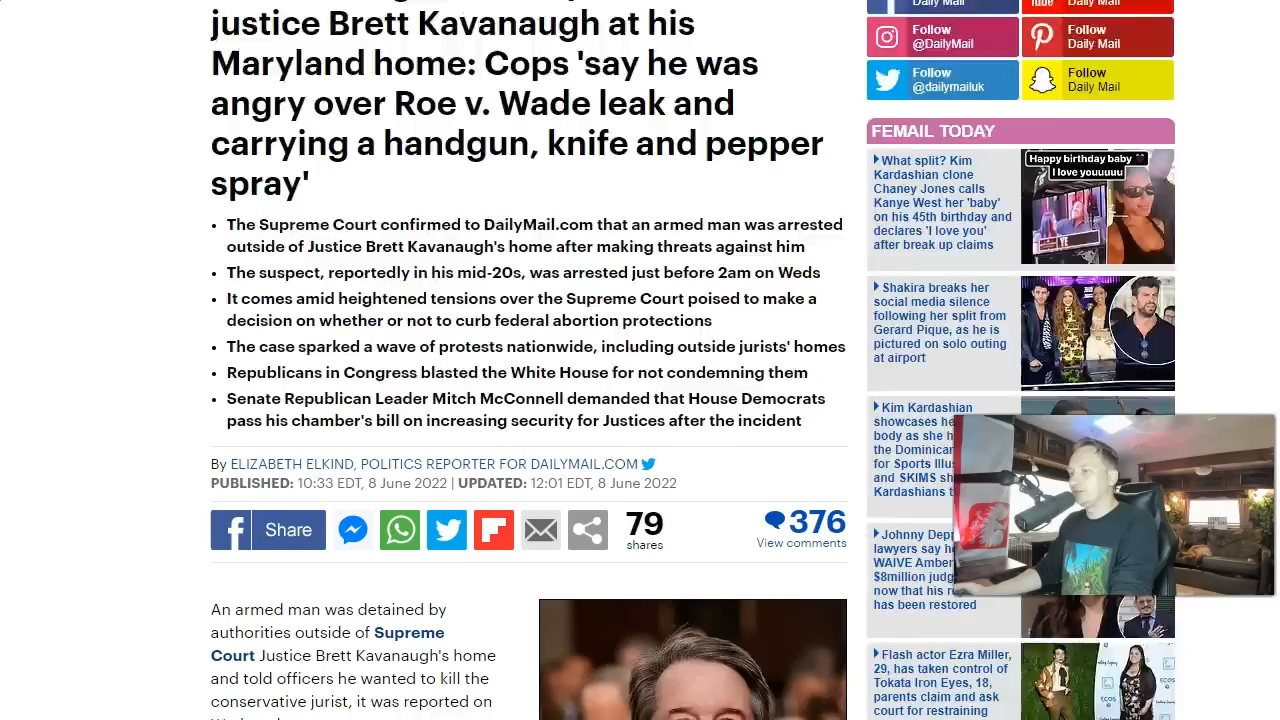 justice Brett Kavanaugh at his
Maryland home: Cops 'say he was
angry over Roe v. Wade leak and
carrying a handgun, knife and pepper
spray'
The Supreme Court confirmed to DailyMail.com that an armed man was arrested
outside of Justice Brett Kavanaugh's home after making threats against him
The suspect, reportedly in his mid-20s, was arrested just before 2am on Weds
It comes amid heightened tensions over the Supreme Court poised to make a
decision on whether or not to curb federal abortion protections
The case sparked a wave of protests nationwide, including outside jurists' homes
Republicans in Congress blasted the White House for not condemning them
Senate Republican Leader Mitch McConnell demanded that House Democrats
pass his chamber's bill on increasing security for Justices after the incident
By ELIZABETH ELKIND, POLITICS REPORTER FOR DAILYMAIL.COM
PUBLISHED: 10:33 EDT, 8 June 2022 | UPDATED: 12:01 EDT, 8 June 2022
Share
79
shares
376
View comments
An armed man was detained by
authorities outside of Supreme
Court Justice Brett Kavanaugh's home
and told officers he wanted to kill the
conservative jurist, it was reported on
Daily Mail
Daily Mail
Follow
@DailyMail
Follow
Daily Mail
Follow
@dailymailuk
Follow
Daily Mail
FEMAIL TODAY
What split? Kim
Kardashian clone
Chaney Jones calls
Kanye West her 'baby'
on his 45th birthday and
declares 'I love you'
after break up claims
Happy birthday baby
I love youuuuu
YE
Shakira breaks her
social media silence
following her split from
Gerard Pique, as he is
pictured on solo outing
at airport
Kim Kardashian
showcases he
body as she h
the Dominican
for Sports Illus
and SKIMS sh
Kardashians t
Johnny Depp
lawyers say h
WAIVE Amber
$8million judg
now that his r
has been restored
Flash actor Ezra Miller,
29, has taken control of
Tokata Iron Eyes, 18,
parents claim and ask
court for restraining